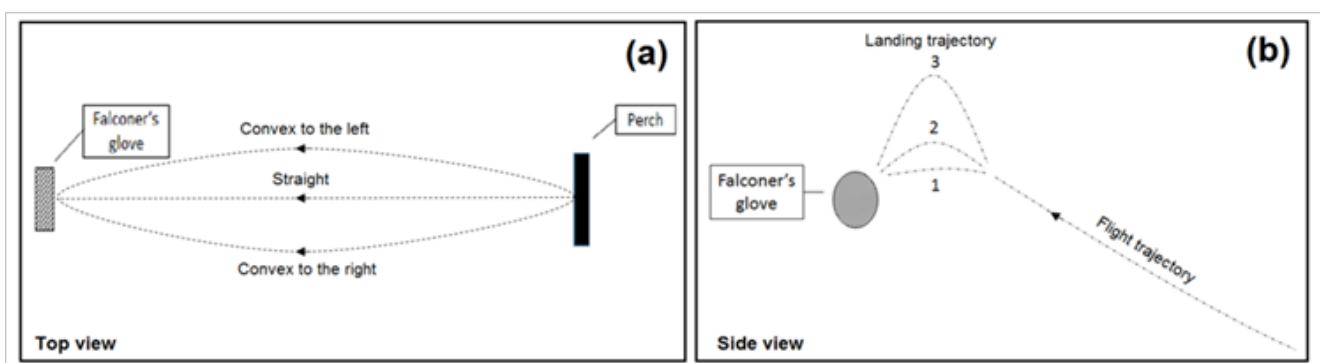 (a)
Falconer's
glove
Convex to the left
Perch
Straight
Convex to the right
Top view
(b)
Landing trajectory
3
2
1
Falconer's
glove
Flight trajectory
Side view